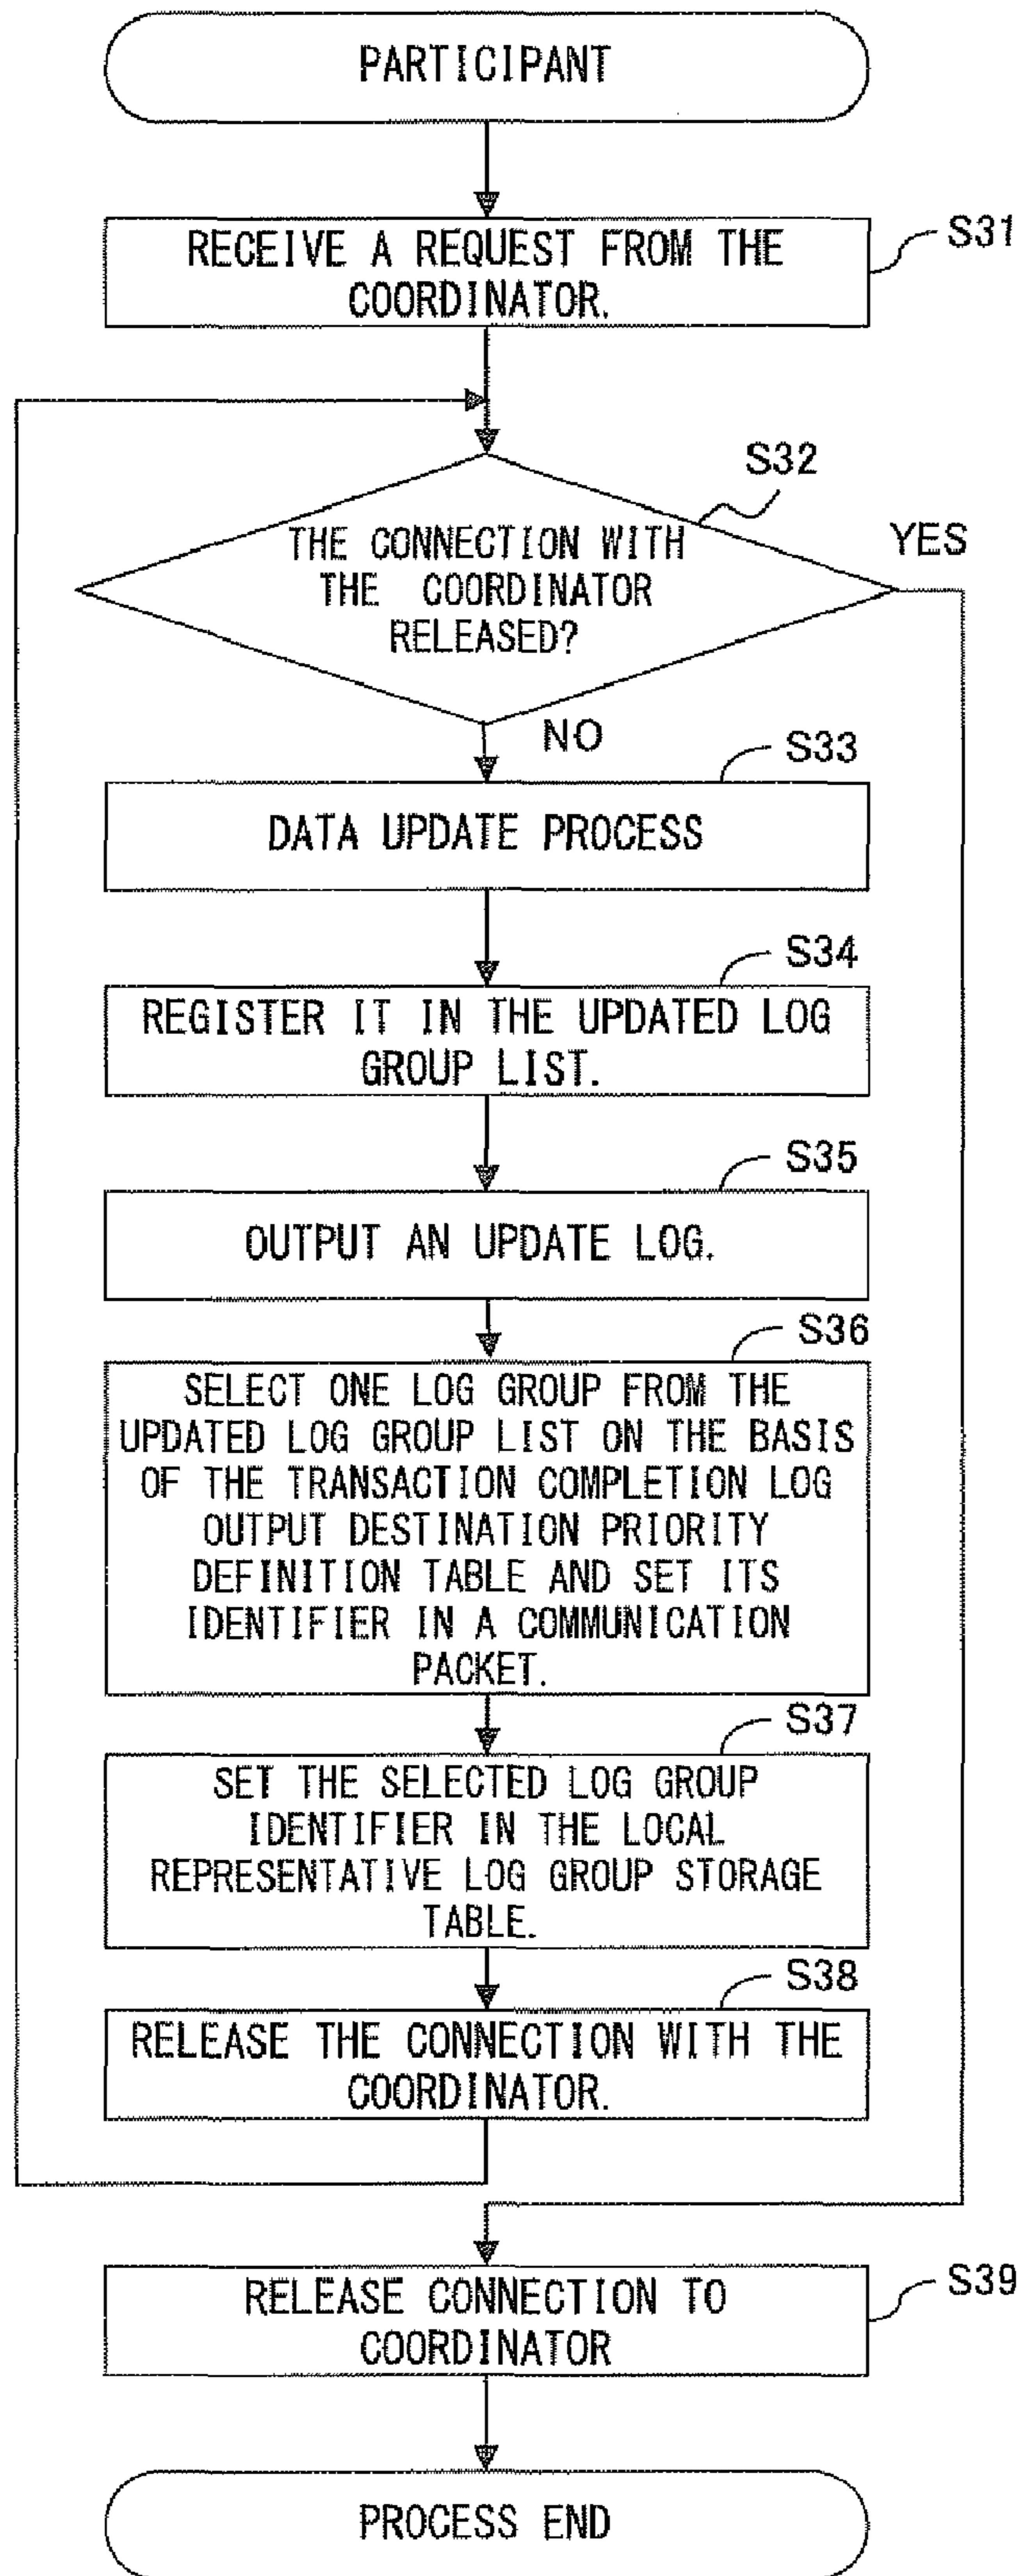 PARTICIPANT
RECEIVE A REQUEST FROM THE
COORDINATOR.
S31
S32
THE CONNECTION WITH
THE COORDINATOR
RELEASED?
YES
NO
S33
DATA UPDATE PROCESS
S34
REGISTER IT IN THE UPDATED LOG
GROUP LIST.
S35
OUTPUT AN UPDATE LOG.
S36
SELECT ONE LOG GROUP FROM THE
UPDATED LOG GROUP LIST ON THE BASIS
OF THE TRANSACTION COMPLETION LOG
OUTPUT DESTINATION PRIORITY
DEFINITION TABLE AND SET ITS
IDENTIFIER IN A COMMUNICATION
PACKET.
S37
SET THE SELECTED LOG GROUP
IDENTIFIER IN THE LOCAL
REPRESENTATIVE LOG GROUP STORAGE
TABLE.
S38
RELEASE THE CONNECTION WITH THE
COORDINATOR.
S39
RELEASE CONNECTION TO
COORDINATOR
PROCESS END